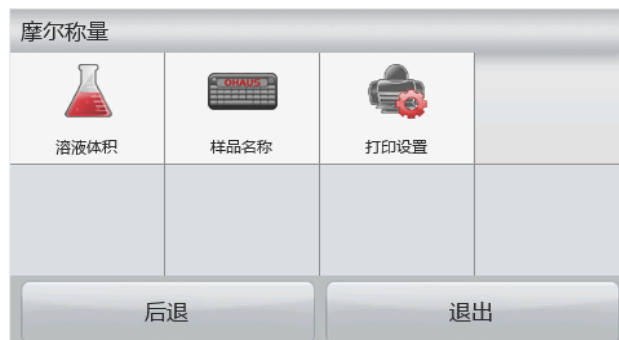 摩尔称量
OHAUS
溶液体积
样品名称
打印设置
后退
退出